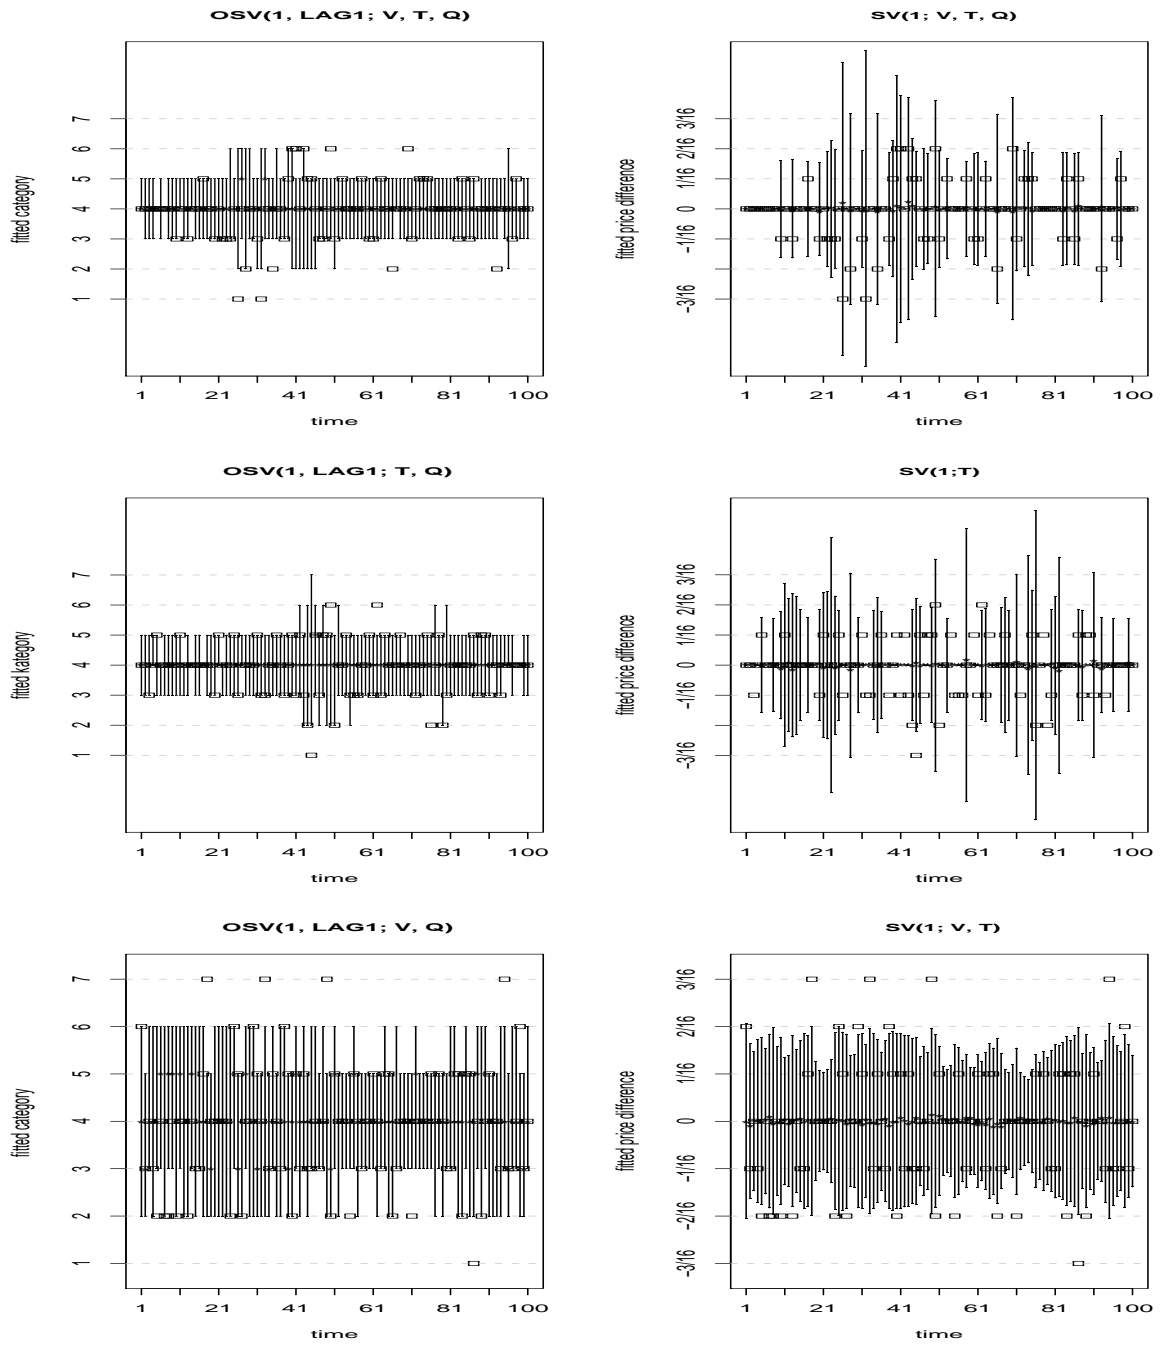 OSV(1, LAG1; V, T, Q)
fitted category
7
6
5
4
3
2
1
1 21 41 61 81 100
time
SV(1; V, T, Q)
fitted price difference
3/16
2/16
1/16
0
−1/16
−3/16
1 21 41 61 81 100
time
OSV(1, LAG1; T, Q)
fitted kategory
7
6
5
4
3
2
1
1 21 41 61 81 100
time
SV(1;T)
fitted price difference
3/16
2/16
1/16
0
−1/16
−3/16
1 21 41 61 81 100
time
OSV(1, LAG1; V, Q)
fitted category
7
6
5
4
3
2
1
1 21 41 61 81 100
time
SV(1; V, T)
fitted price difference
3/16
2/16
1/16
0
−1/16
−2/16
−3/16
1 21 41 61 81 100
time